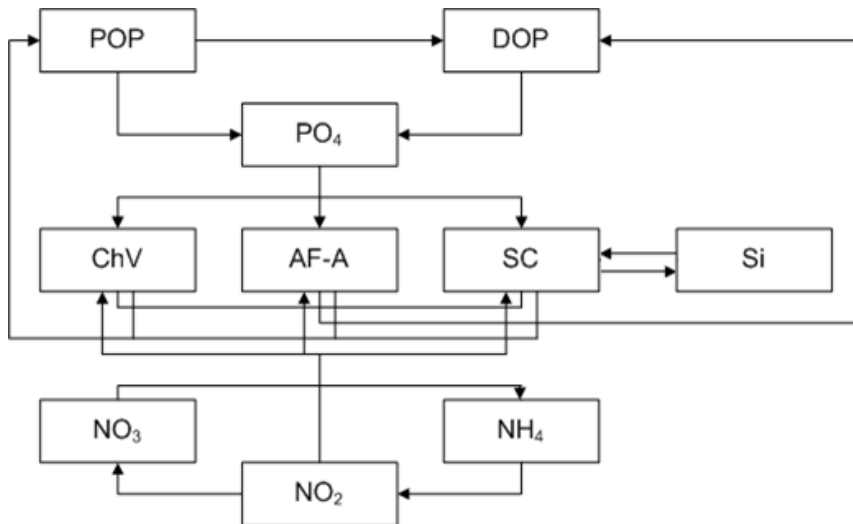 POP
DOP
PO₄
ChV
AF-A
SC
Si
NO₃
NH₄
NO₂